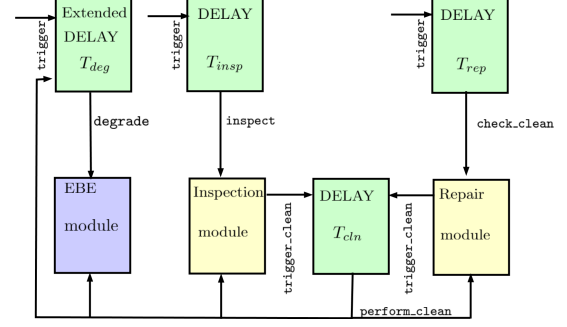 trigger
Extended
DELAY
T_deg
trigger
DELAY
T_insp
trigger
DELAY
T_rep
degrade
inspect
check_clean
EBE
module
Inspection
module
trigger_clean
DELAY
T_cln
trigger_clean
Repair
module
perform_clean